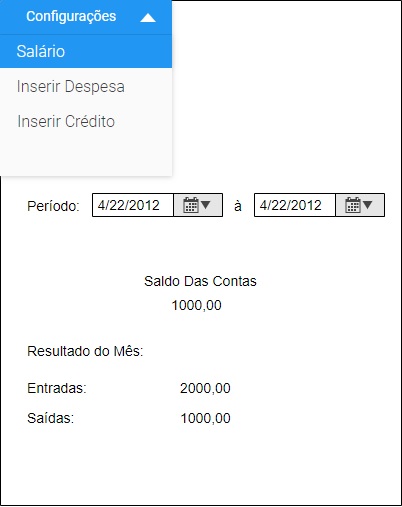 Configurações
Salário
Inserir Despesa
Inserir Crédito
Período: 4/22/2012 à 4/22/2012
Saldo Das Contas
1000,00
Resultado do Mês:
Entradas: 2000,00
Saídas: 1000,00